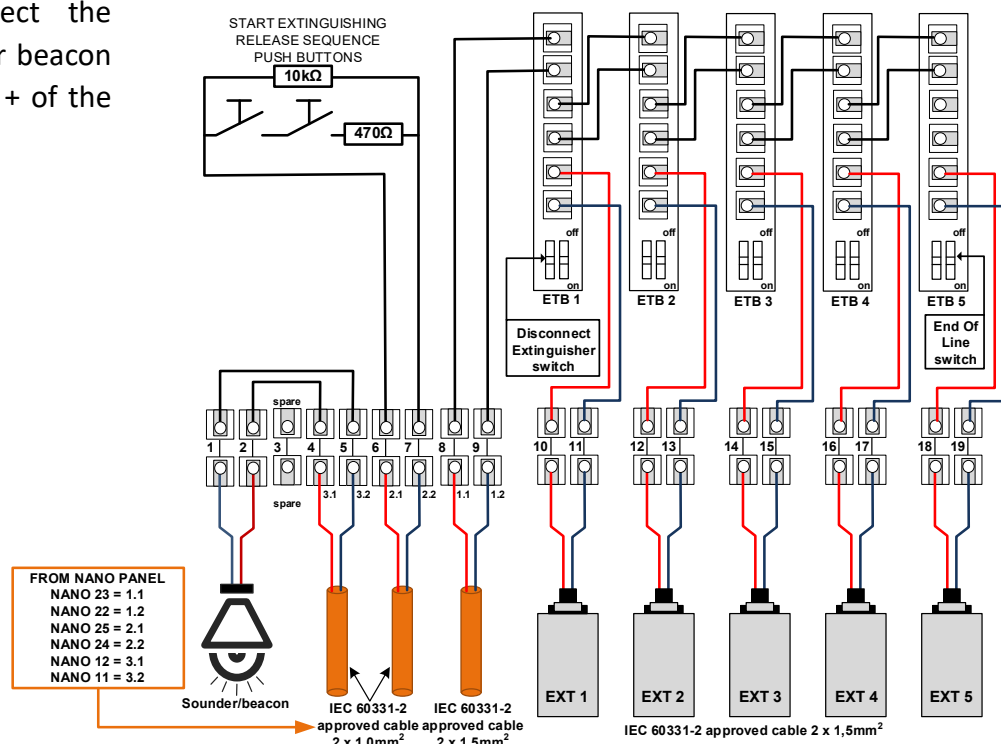 ect the
r beacon
+ of the
START EXTINGUISHING
RELEASE SEQUENCE
PUSH BUTTONS
10kΩ
470Ω
off off off off off
on on on on on
ETB 1 ETB 2 ETB 3 ETB 4 ETB 5
Disconnect
Extinguisher
switch
End Of
Line
switch
spare
1 2 3 4 5 6 7 8 9 10 11 12 13 14 15 16 17 18 19
3.1 3.2 2.1 2.2 1.1 1.2
spare
FROM NANO PANEL
NANO 23 = 1.1
NANO 22 = 1.2
NANO 25 = 2.1
NANO 24 = 2.2
NANO 12 = 3.1
NANO 11 = 3.2
Sounder/beacon
IEC 60331-2
approved cable
2 x 1,0mm²
IEC 60331-2
approved cable
2 x 1,5mm²
EXT 1 EXT 2 EXT 3 EXT 4 EXT 5
IEC 60331-2 approved cable 2 x 1,5mm²